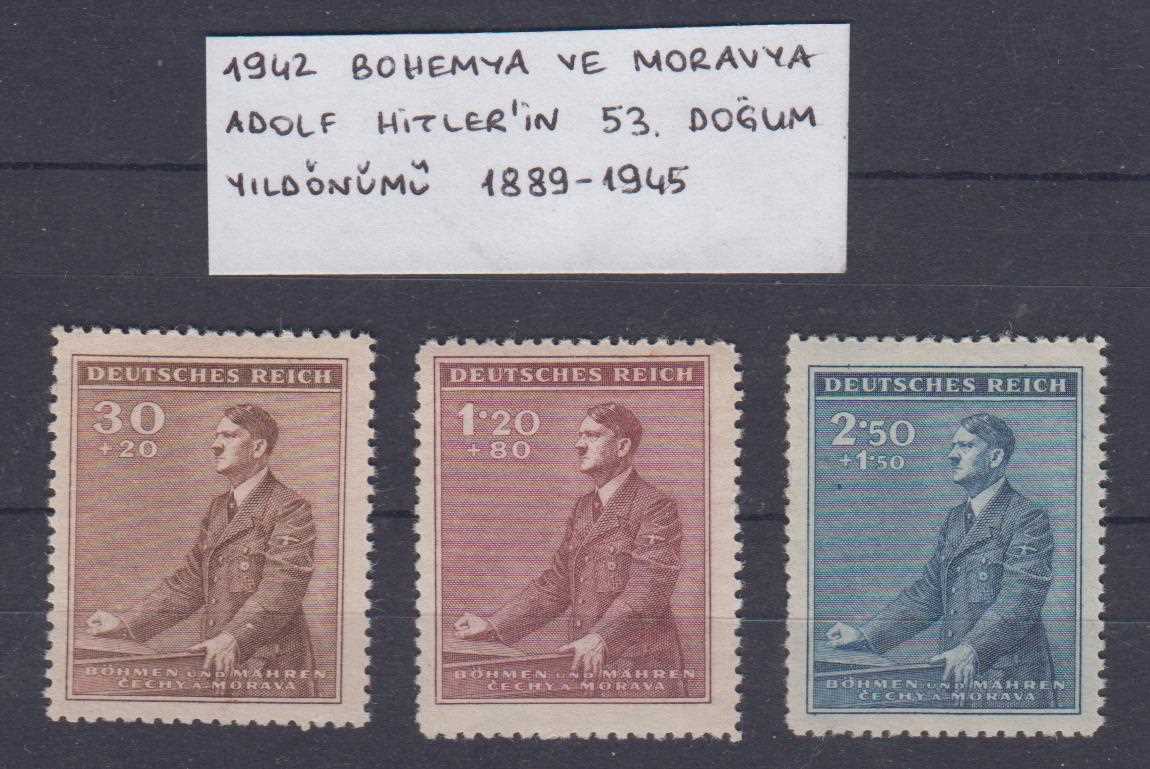 1942 BOHEMYA VE MORAVYA
ADOLF HİTLER'İN 53. DOĞUM
YILDÖNÜMÜ 1889-1945
DEUTSCHES REICH
30
+20
BÖHMEN UND MÄHREN
ČECHY A MORAVA
DEUTSCHES REICH
1·20
+80
BÖHMEN UND MÄHREN
ČECHY A MORAVA
DEUTSCHES REICH
2·50
+1·50
BÖHMEN UND MÄHREN
ČECHY A MORAVA